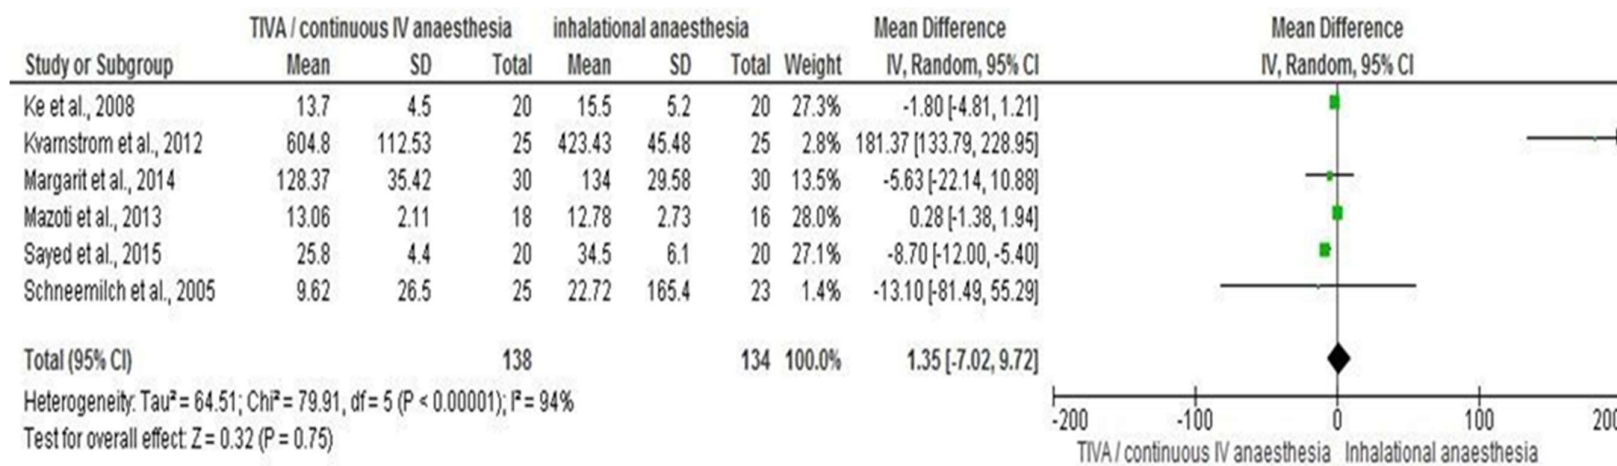 TIVA / continuous IV anaesthesia inhalational anaesthesia Mean Difference Mean Difference
Study or Subgroup Mean SD Total Mean SD Total Weight IV, Random, 95% CI IV, Random, 95% CI
Ke et al., 2008 13.7 4.5 20 15.5 5.2 20 27.3% -1.80 [-4.81, 1.21]
Kvarnstrom et al., 2012 604.8 112.53 25 423.43 45.48 25 2.8% 181.37 [133.79, 228.95]
Margarit et al., 2014 128.37 35.42 30 134 29.58 30 13.5% -5.63 [-22.14, 10.88]
Mazoti et al., 2013 13.06 2.11 18 12.78 2.73 16 28.0% 0.28 [-1.38, 1.94]
Sayed et al., 2015 25.8 4.4 20 34.5 6.1 20 27.1% -8.70 [-12.00, -5.40]
Schneemilch et al., 2005 9.62 26.5 25 22.72 165.4 23 1.4% -13.10 [-81.49, 55.29]
Total (95% CI) 138 134 100.0% 1.35 [-7.02, 9.72]
Heterogeneity: Tau² = 64.51; Chi² = 79.91, df = 5 (P < 0.00001); I² = 94%
Test for overall effect: Z = 0.32 (P = 0.75)
-200 -100 0 100 200
TIVA / continuous IV anaesthesia Inhalational anaesthesia